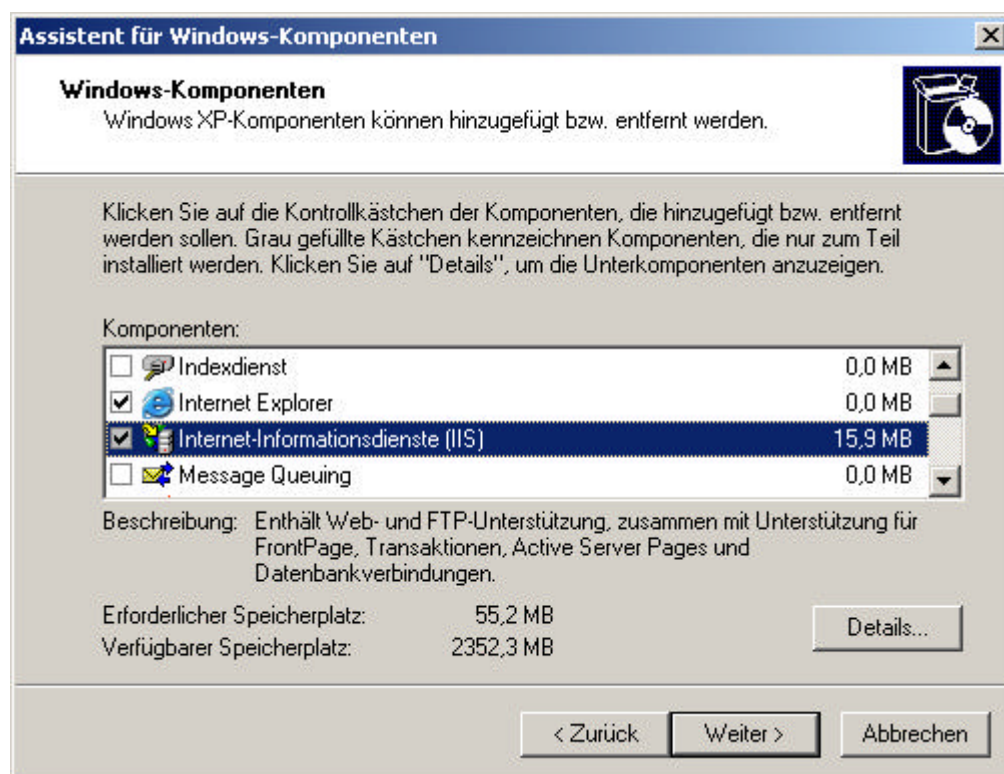 Assistent für Windows-Komponenten
Windows-Komponenten
Windows XP-Komponenten können hinzugefügt bzw. entfernt werden.
Klicken Sie auf die Kontrollkästchen der Komponenten, die hinzugefügt bzw. entfernt
werden sollen. Grau gefüllte Kästchen kennzeichnen Komponenten, die nur zum Teil
installiert werden. Klicken Sie auf "Details", um die Unterkomponenten anzuzeigen.
Komponenten:
Indexdienst 0,0 MB
Internet Explorer 0,0 MB
Internet-Informationsdienste (IIS) 15,9 MB
Message Queuing 0,0 MB
Beschreibung: Enthält Web- und FTP-Unterstützung, zusammen mit Unterstützung für
FrontPage, Transaktionen, Active Server Pages und
Datenbankverbindungen.
Erforderlicher Speicherplatz: 55,2 MB
Verfügbarer Speicherplatz: 2352,3 MB
Details...
< Zurück Weiter > Abbrechen